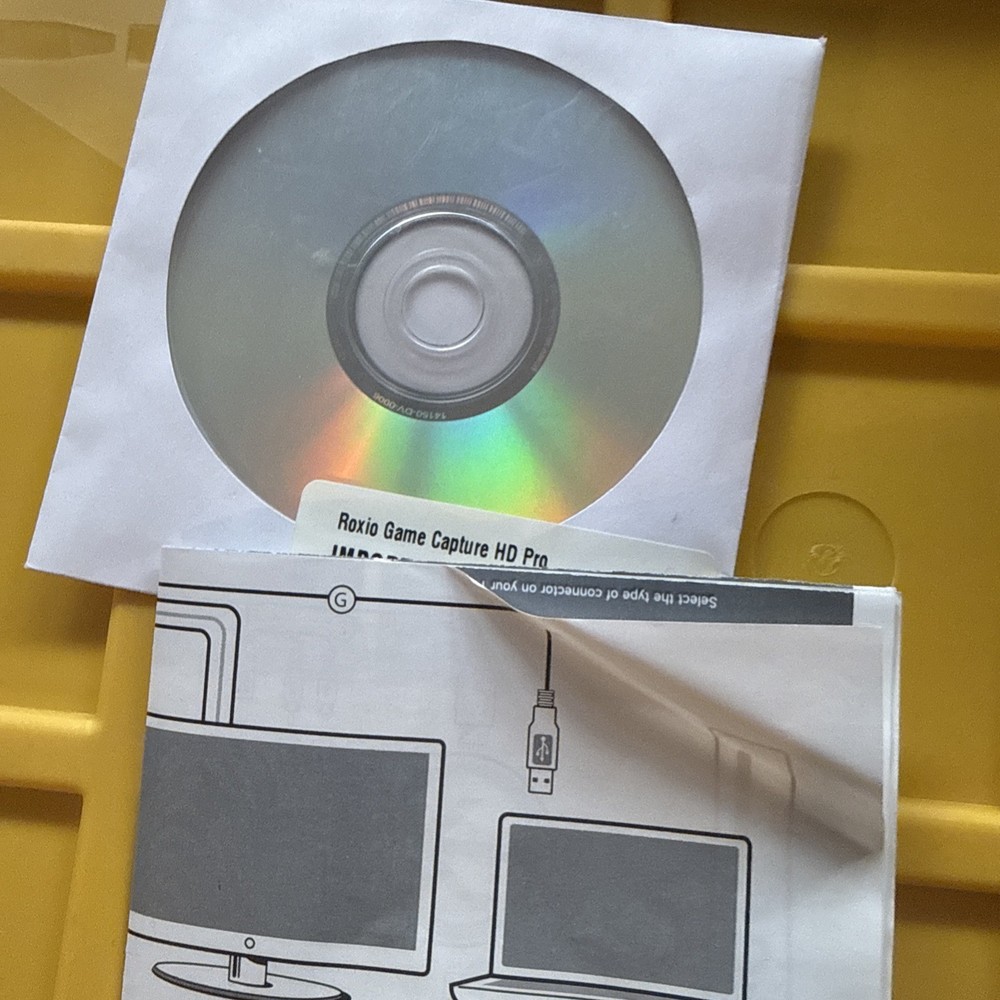 14150-DV-0006
Roxio Game Capture HD Pro
Select the type of connector on your
G